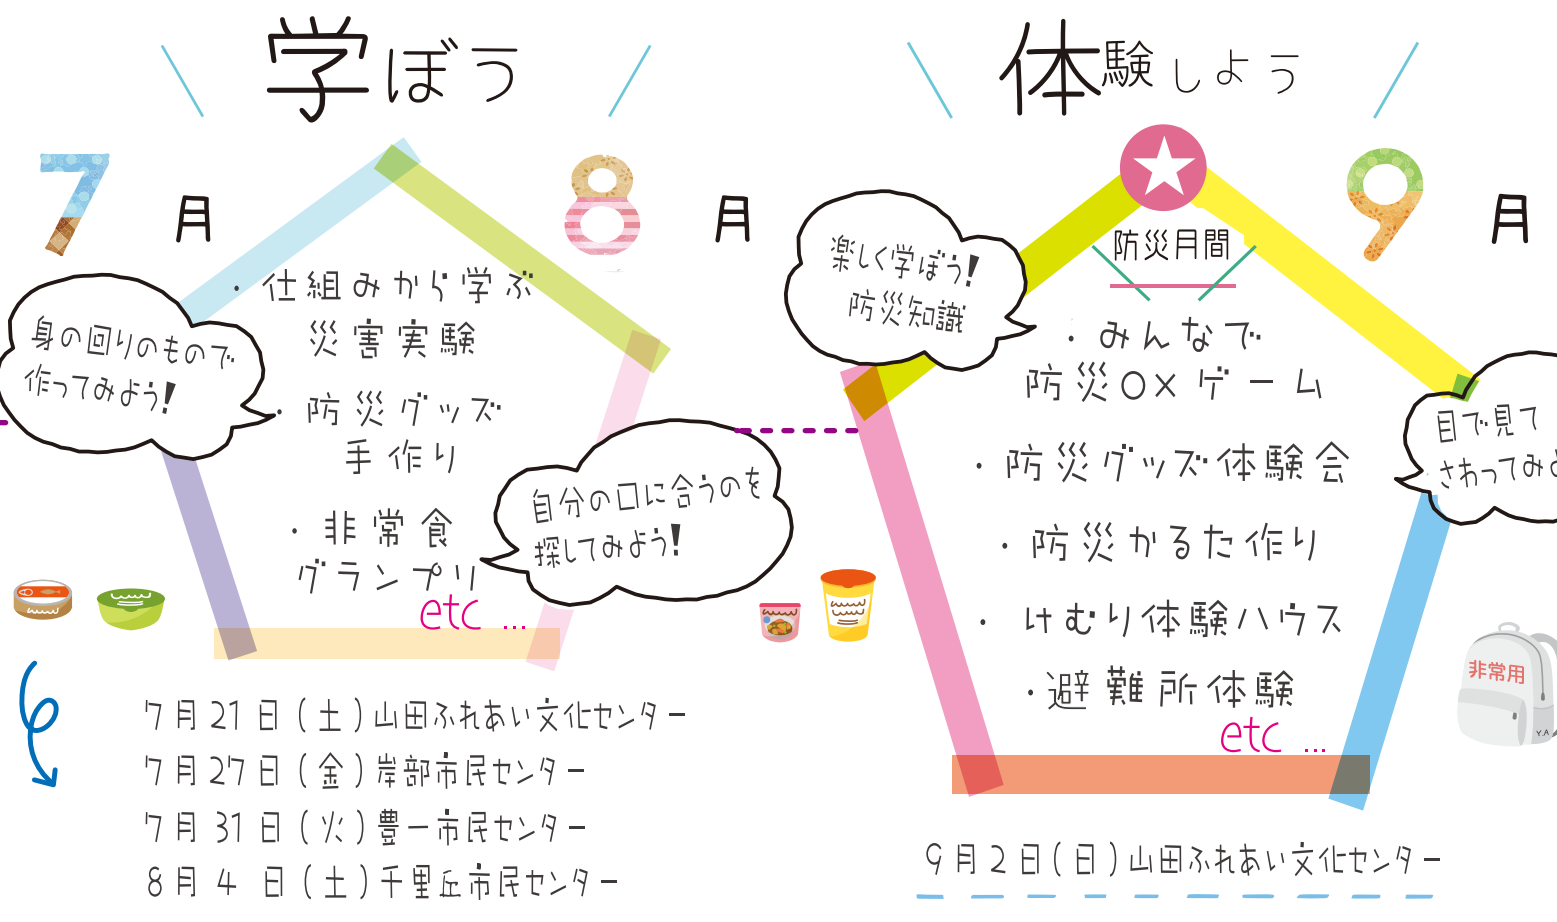 学ぼう
7月
8月
・仕組みから学ぶ
災害実験
身の回りのもので
作ってみよう!
・防災グッズ
手作り
・非常食
グランプリ
etc …
自分の口に合うのを
探してみよう!
7月21日(土)山田ふれあい文化センター
7月27日(金)岸部市民センター
7月31日(火)豊一市民センター
8月4日(土)千里丘市民センター
体験しよう
9月
防災月間
楽しく学ぼう!
防災知識
・みんなで
防災○×ゲーム
・防災グッズ体験会
・防災かるた作り
・けむり体験ハウス
・避難所体験
etc …
目で見て
さわってみよ
非常用
Y.A
9月2日(日)山田ふれあい文化センター